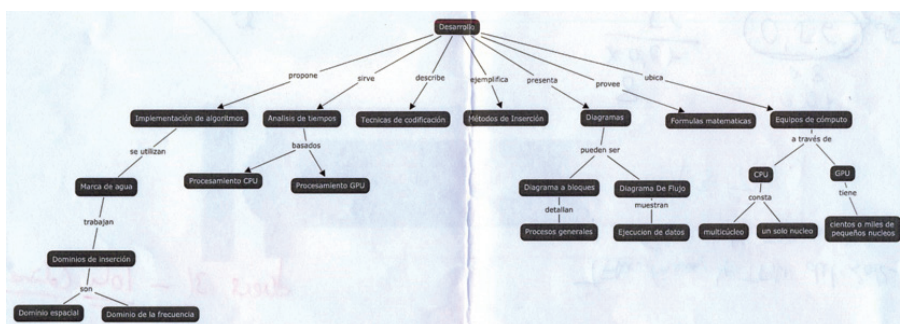 Desarrollo
propone
sirve
describe
ejemplifica
presenta
provee
ubica
Implementación de algoritmos
Analisis de tiempos
Tecnicas de codificación
Métodos de Inserción
Diagramas
Formulas matematicas
Equipos de cómputo
se utilizan
basados
pueden ser
a través de
Marca de agua
Procesamiento CPU
Procesamiento GPU
Diagrama a bloques
Diagrama De Flujo
CPU
GPU
trabajan
detallan
muestran
consta
tiene
Procesos generales
Ejecucion de datos
multicúcleo
un solo nucleo
cientos o miles de
pequeños nucleos
Dominios de inserción
son
Dominio espacial
Dominio de la frecuencia